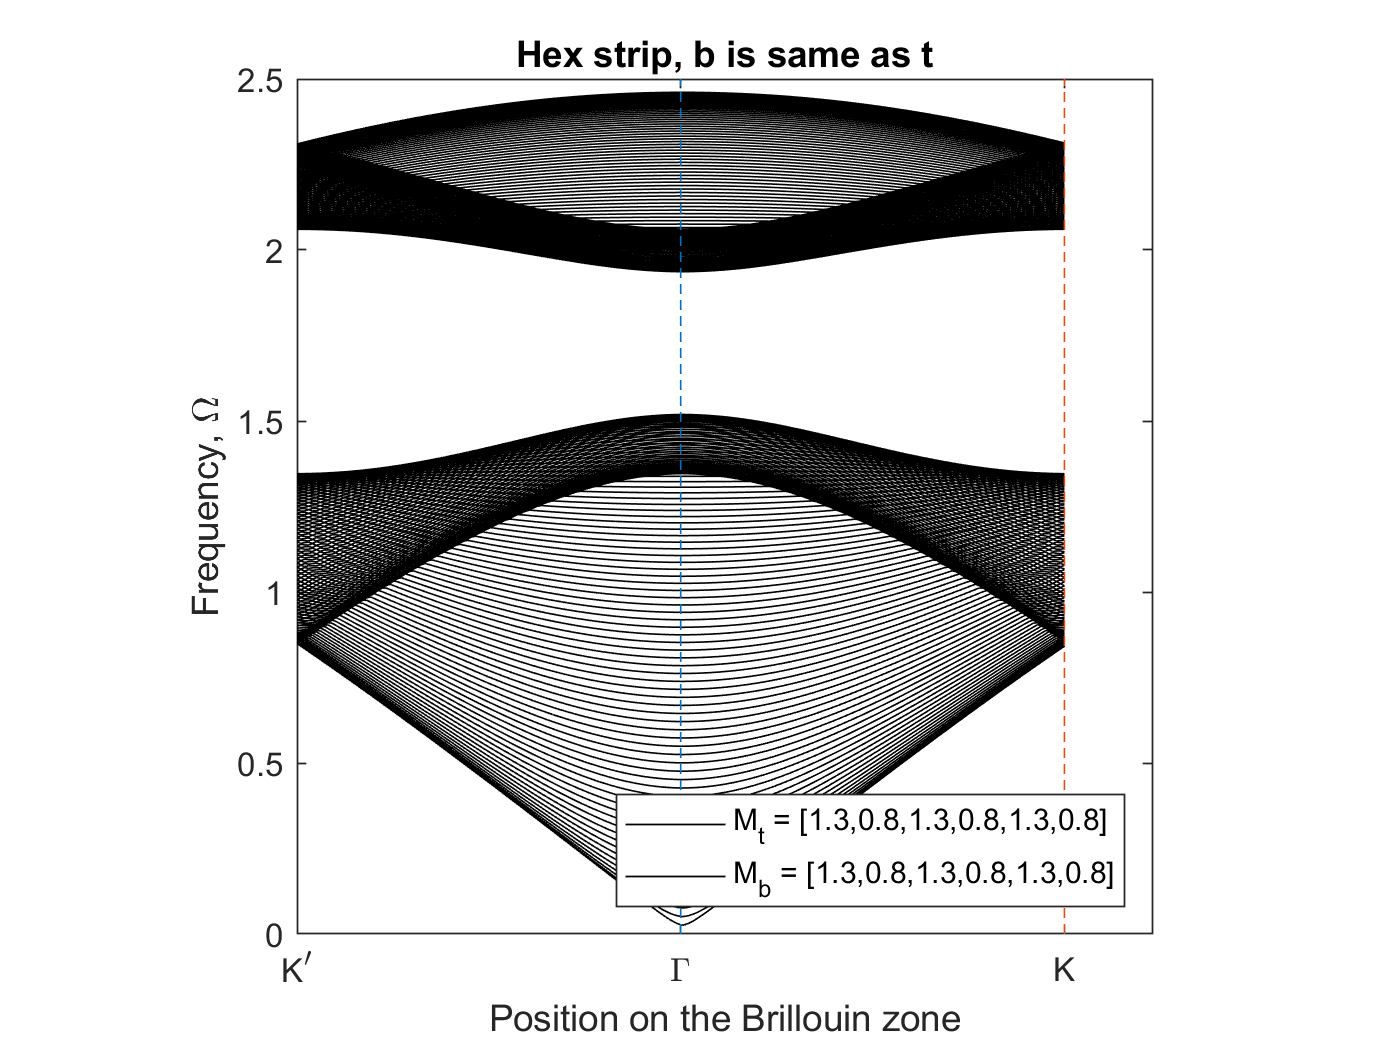 Hex strip, b is same as t
2.5
2
1.5
1
0.5
0
Frequency, Ω
M_t = [1.3,0.8,1.3,0.8,1.3,0.8]
M_b = [1.3,0.8,1.3,0.8,1.3,0.8]
K′ Γ K
Position on the Brillouin zone